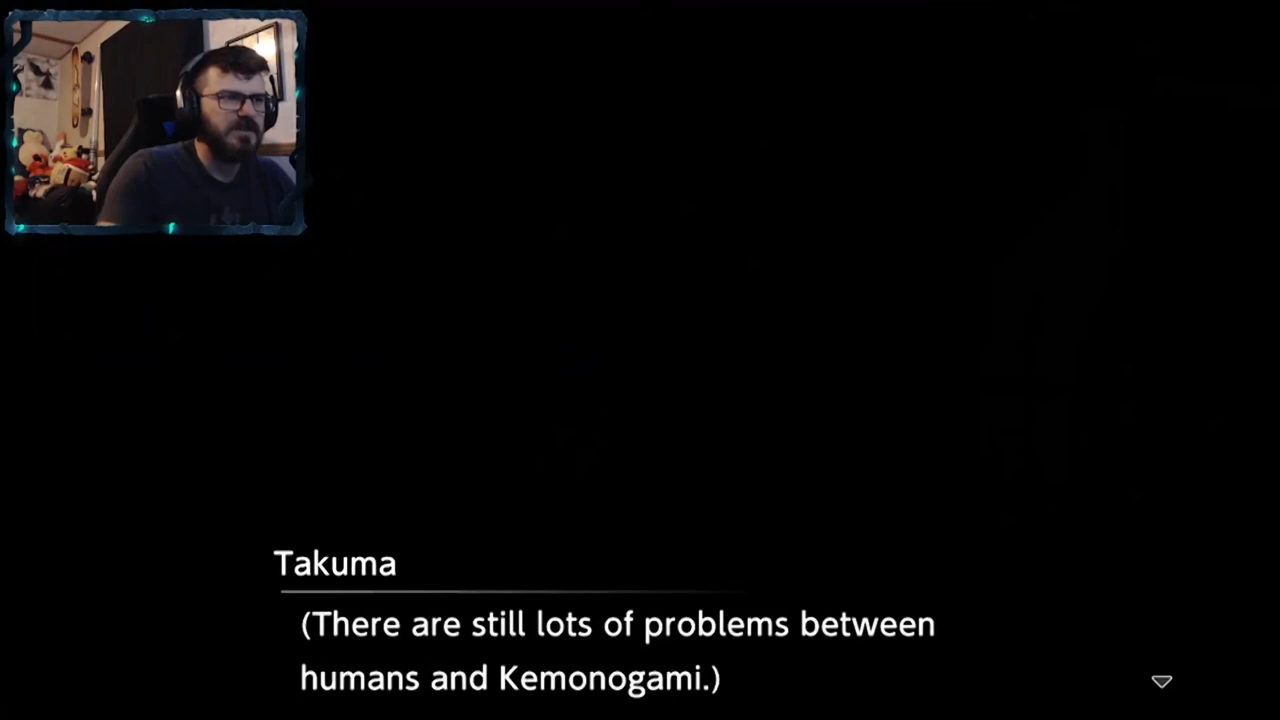 Takuma
(There are still lots of problems between
humans and Kemonogami.)